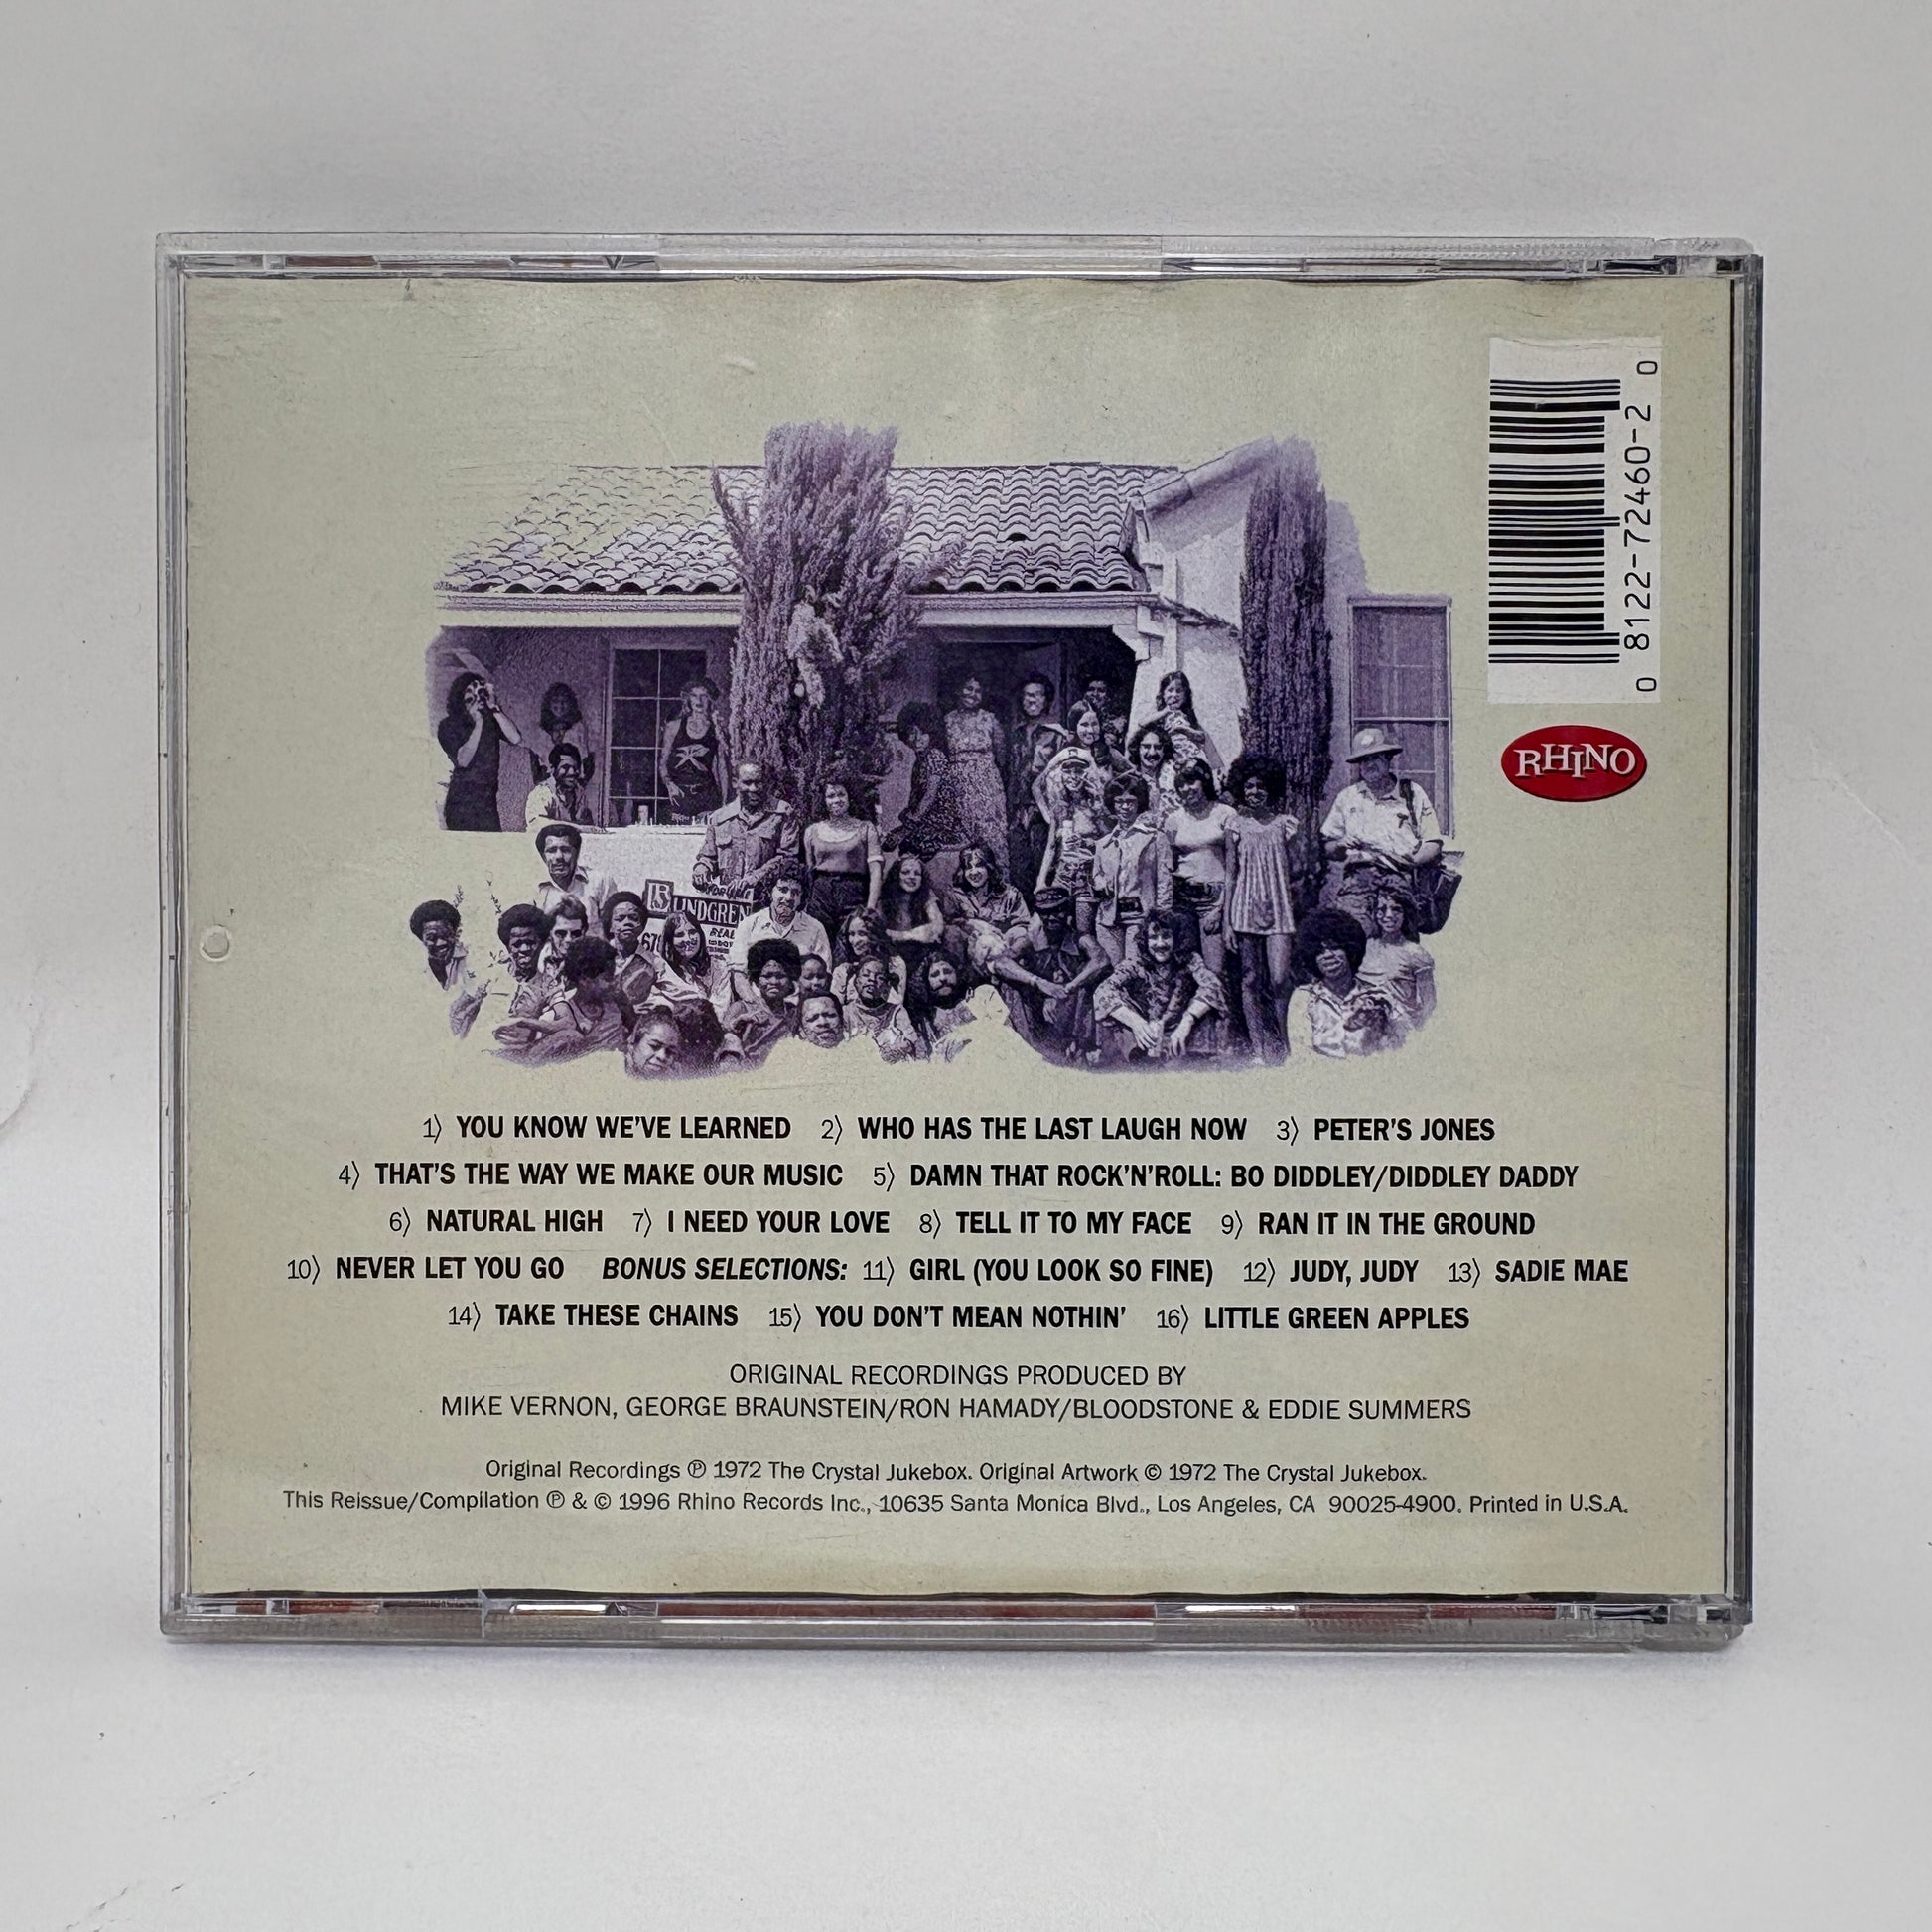 0 8122-72460-2 0
RHINO
LINDGREN
REAL
1⟩ YOU KNOW WE'VE LEARNED 2⟩ WHO HAS THE LAST LAUGH NOW 3⟩ PETER'S JONES
4⟩ THAT'S THE WAY WE MAKE OUR MUSIC 5⟩ DAMN THAT ROCK'N'ROLL: BO DIDDLEY/DIDDLEY DADDY
6⟩ NATURAL HIGH 7⟩ I NEED YOUR LOVE 8⟩ TELL IT TO MY FACE 9⟩ RAN IT IN THE GROUND
10⟩ NEVER LET YOU GO BONUS SELECTIONS: 11⟩ GIRL (YOU LOOK SO FINE) 12⟩ JUDY, JUDY 13⟩ SADIE MAE
14⟩ TAKE THESE CHAINS 15⟩ YOU DON'T MEAN NOTHIN' 16⟩ LITTLE GREEN APPLES
ORIGINAL RECORDINGS PRODUCED BY
MIKE VERNON, GEORGE BRAUNSTEIN/RON HAMADY/BLOODSTONE & EDDIE SUMMERS
Original Recordings ℗ 1972 The Crystal Jukebox. Original Artwork © 1972 The Crystal Jukebox.
This Reissue/Compilation ℗ & © 1996 Rhino Records Inc., 10635 Santa Monica Blvd., Los Angeles, CA 90025-4900. Printed in U.S.A.